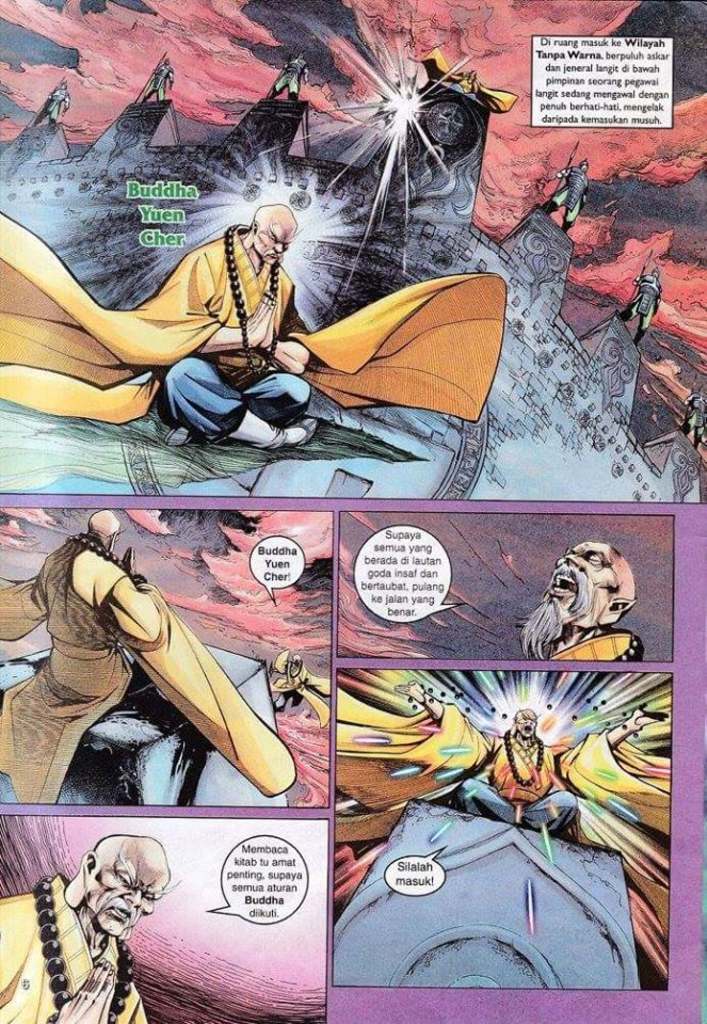 Di ruang masuk ke Wilayah
Tanpa Warna, berpuluh askar
dan jeneral langit di bawah
pimpinan seorang pegawai
langit sedang mengawal dengan
penuh berhati-hati, mengelak
daripada kemasukan musuh.
Buddha
Yuen
Cher
Buddha
Yuen
Cher!
Supaya
semua yang
berada di lautan
goda insaf dan
bertaubat, pulang
ke jalan yang
benar.
Silalah
masuk!
Membaca
kitab tu amat
penting, supaya
semua aturan
Buddha
diikuti.
6